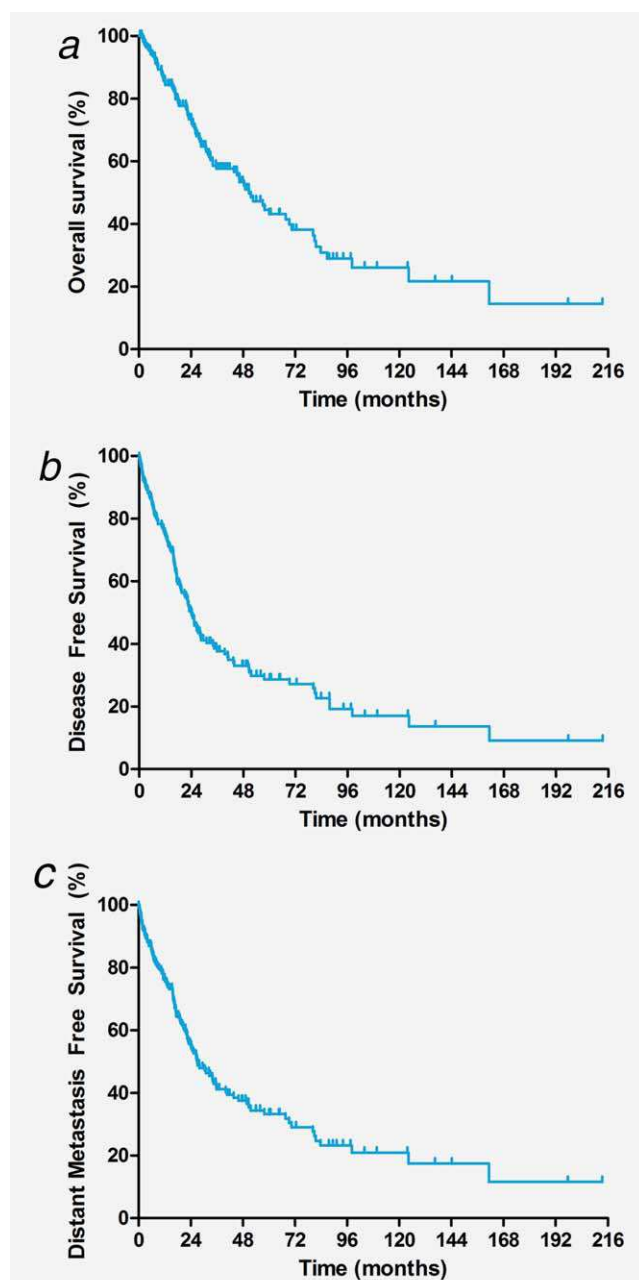 a
Overall survival (%)
100
80
60
40
20
0
0 24 48 72 96 120 144 168 192 216
Time (months)
b
Disease Free Survival (%)
100
80
60
40
20
0
0 24 48 72 96 120 144 168 192 216
Time (months)
c
Distant Metastasis Free Survival (%)
100
80
60
40
20
0
0 24 48 72 96 120 144 168 192 216
Time (months)